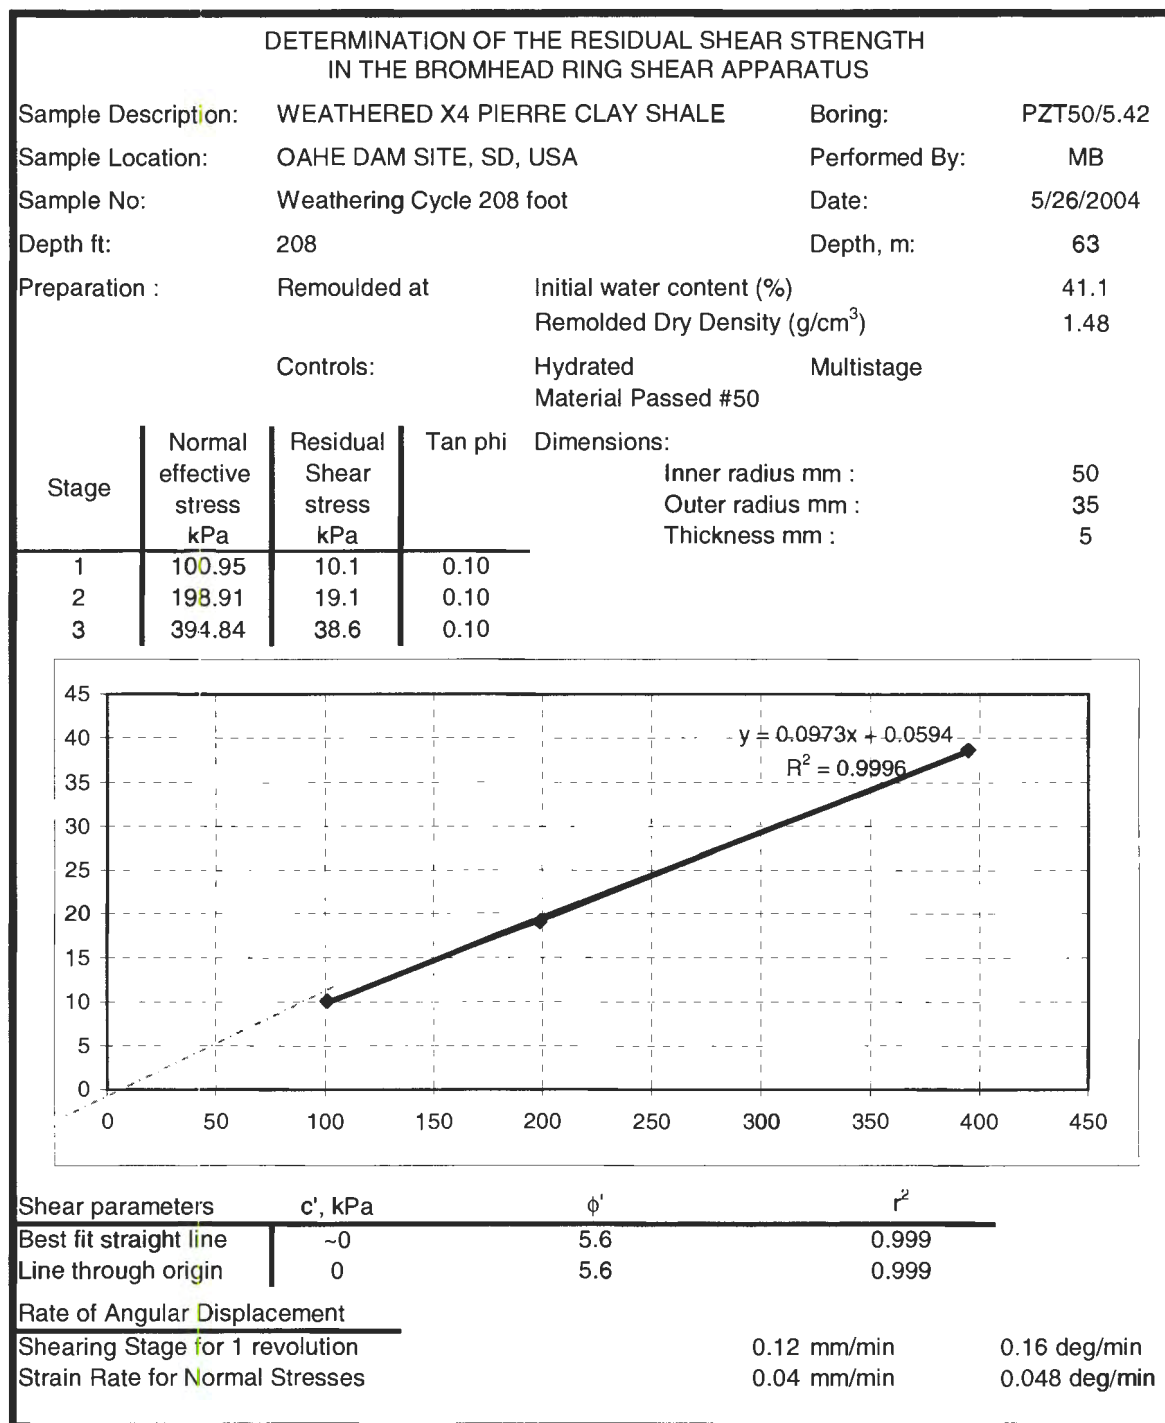 DETERMINATION OF THE RESIDUAL SHEAR STRENGTH
IN THE BROMHEAD RING SHEAR APPARATUS
Sample Description: WEATHERED X4 PIERRE CLAY SHALE Boring: PZT50/5.42
Sample Location: OAHE DAM SITE, SD, USA Performed By: MB
Sample No: Weathering Cycle 208 foot Date: 5/26/2004
Depth ft: 208 Depth, m: 63
Preparation : Remoulded at Initial water content (%) 41.1
Remolded Dry Density (g/cm³) 1.48
Controls: Hydrated Multistage
Material Passed #50
Normal Residual Tan phi Dimensions:
effective Shear Inner radius mm : 50
Stage
stress stress Outer radius mm : 35
kPa kPa Thickness mm : 5
1 100.95 10.1 0.10
2 198.91 19.1 0.10
3 394.84 38.6 0.10
45
40
35
30
25
20
15
10
5
0
y = 0.0973x + 0.0594
R² = 0.9996
0 50 100 150 200 250 300 350 400 450
Shear parameters c', kPa ϕ' r²
Best fit straight line ~0 5.6 0.999
Line through origin 0 5.6 0.999
Rate of Angular Displacement
Shearing Stage for 1 revolution 0.12 mm/min 0.16 deg/min
Strain Rate for Normal Stresses 0.04 mm/min 0.048 deg/min